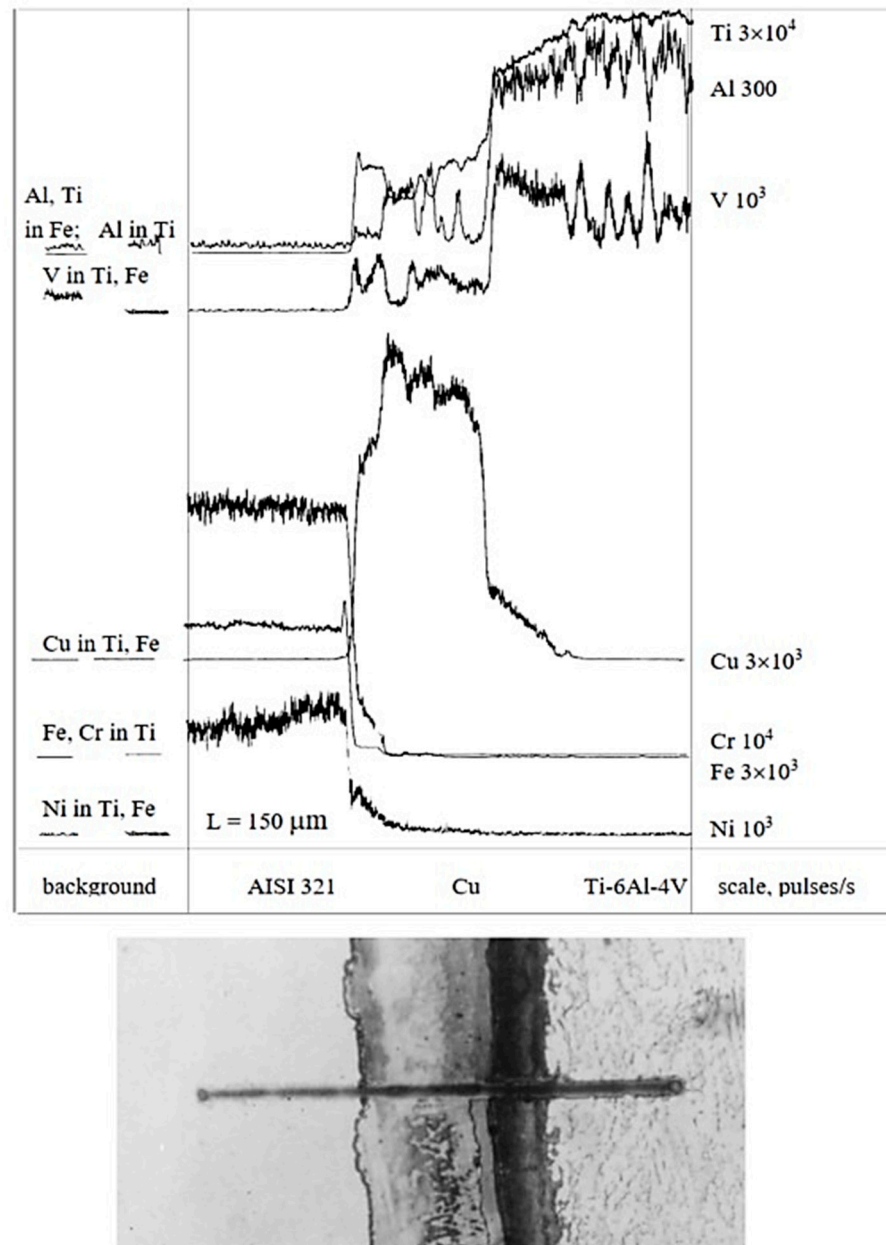 Ti 3×10⁴
Al 300
Al, Ti
in Fe; Al in Ti
V 10³
V in Ti, Fe
Cu in Ti, Fe
Cu 3×10³
Fe, Cr in Ti
Cr 10⁴
Fe 3×10³
Ni in Ti, Fe
L = 150 μm
Ni 10³
background AISI 321 Cu Ti-6Al-4V scale, pulses/s